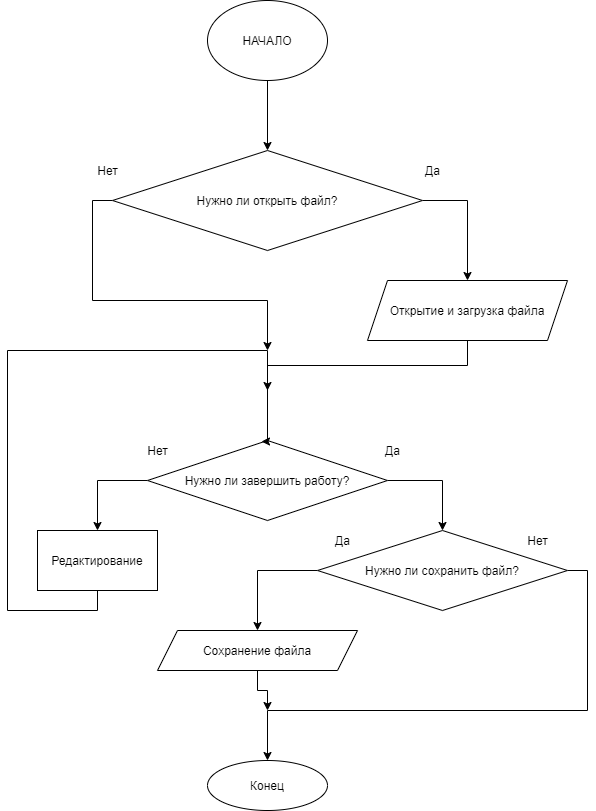 НАЧАЛО
Нет
Да
Нужно ли открыть файл?
Открытие и загрузка файла
Нет
Да
Нужно ли завершить работу?
Редактирование
Да
Нет
Нужно ли сохранить файл?
Сохранение файла
Конец